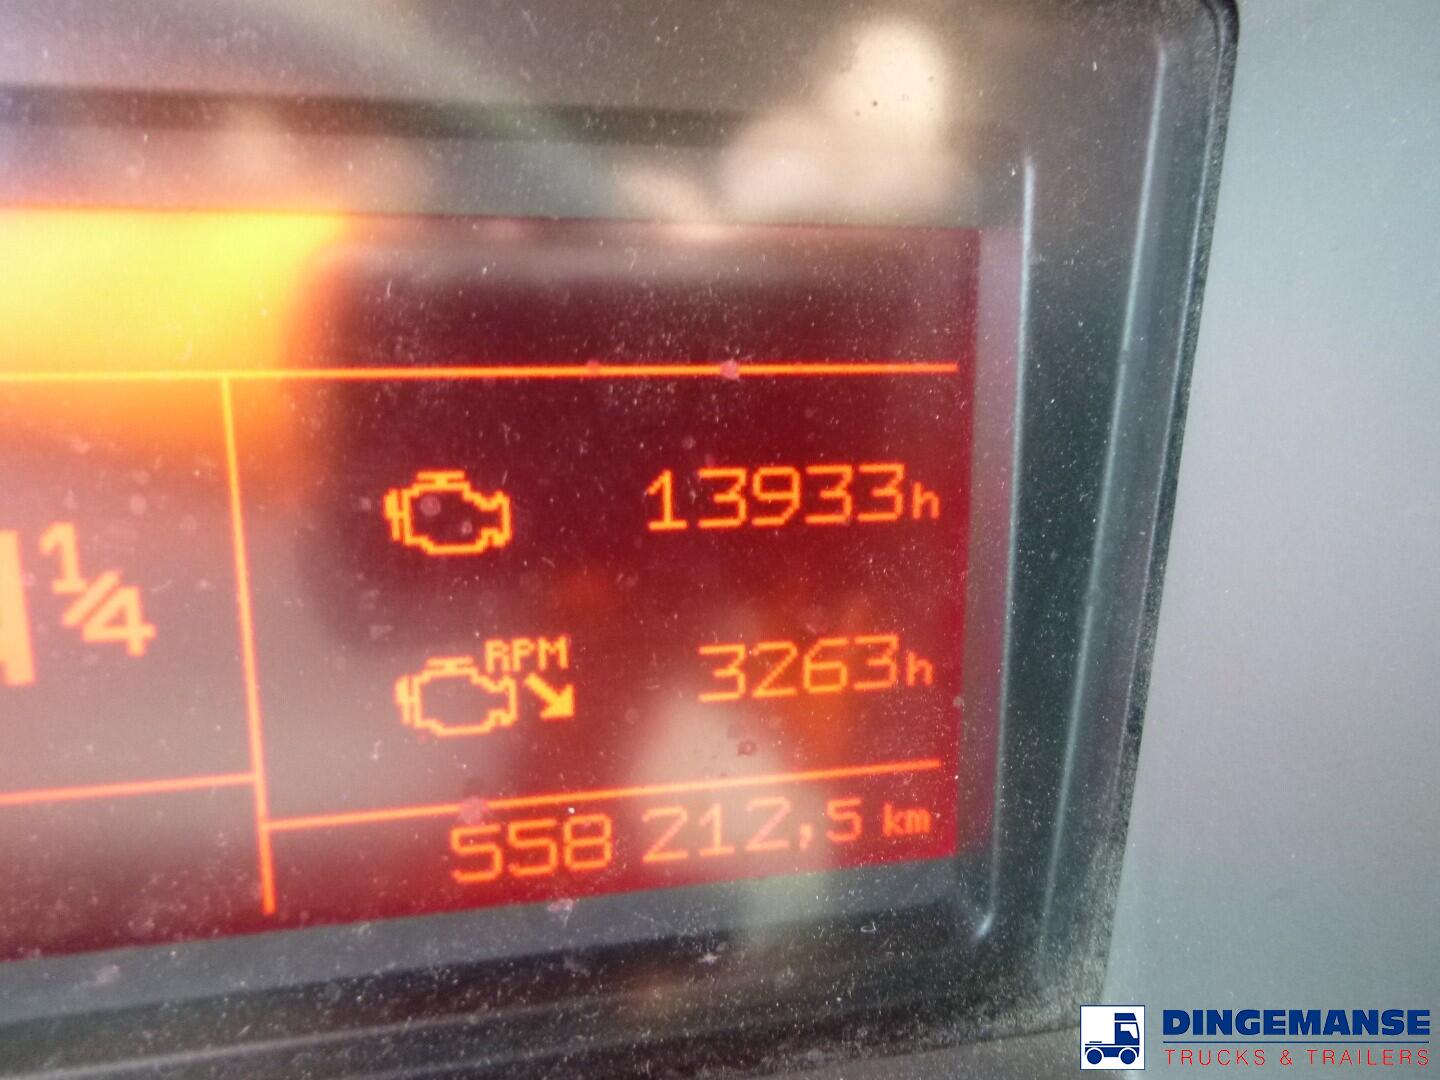 1/4
13933h
RPM
3263h
558 212,5 km
DINGEMANSE
TRUCKS & TRAILERS